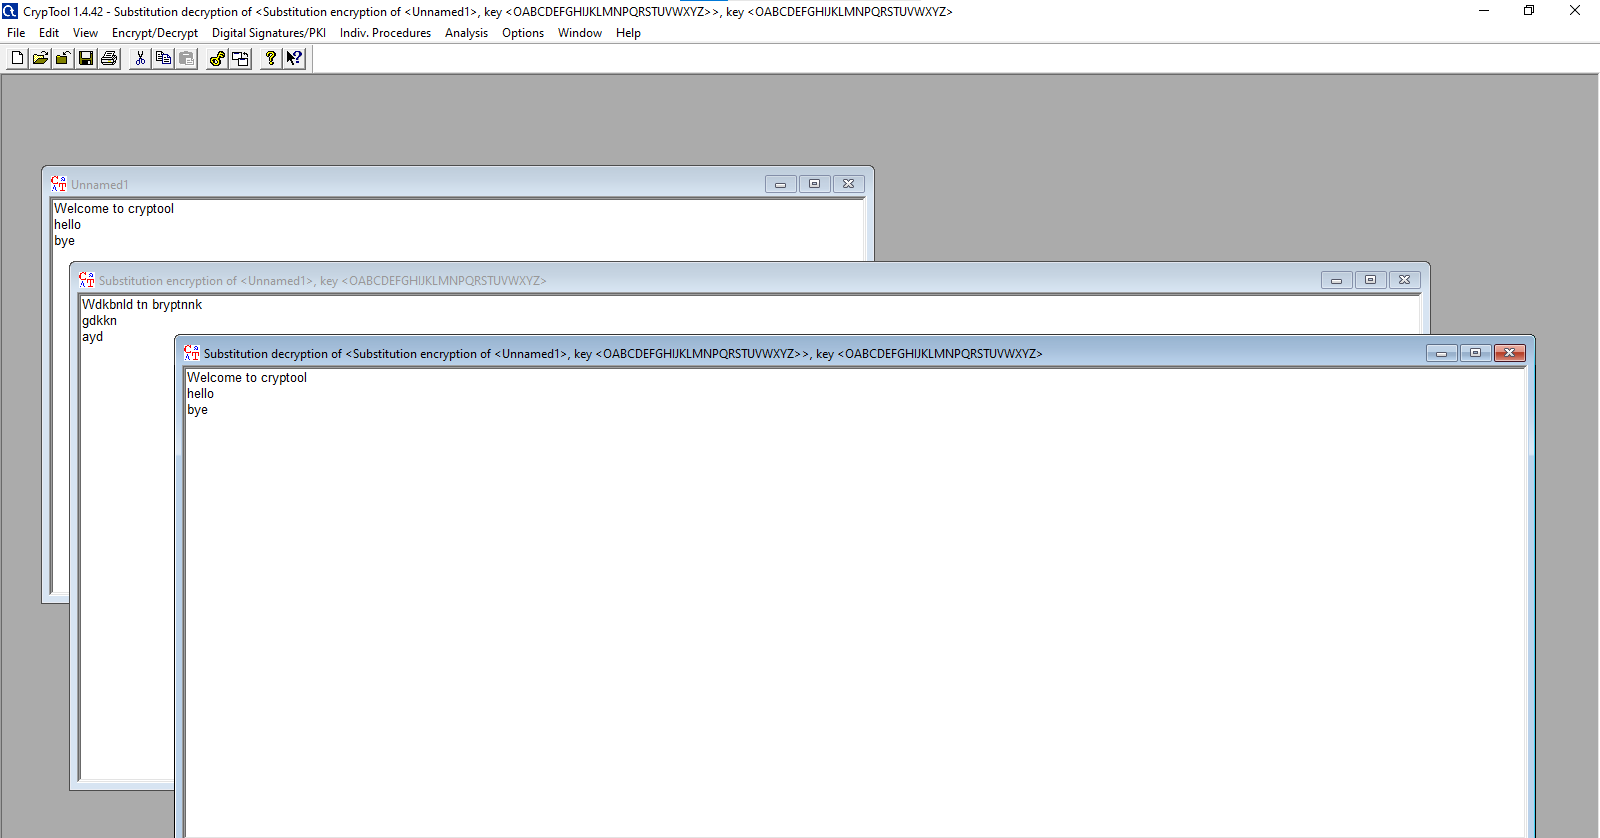 CrypTool 1.4.42 - Substitution decryption of <Substitution encryption of <Unnamed1>, key <OABCDEFGHIJKLMNPQRSTUVWXYZ>>, key <OABCDEFGHIJKLMNPQRSTUVWXYZ>
File Edit View Encrypt/Decrypt Digital Signatures/PKI Indiv. Procedures Analysis Options Window Help
Unnamed1
Welcome to cryptool
hello
bye
Substitution encryption of <Unnamed1>, key <OABCDEFGHIJKLMNPQRSTUVWXYZ>
Wdkbnld tn bryptnnk
gdkkn
ayd
Substitution decryption of <Substitution encryption of <Unnamed1>, key <OABCDEFGHIJKLMNPQRSTUVWXYZ>>, key <OABCDEFGHIJKLMNPQRSTUVWXYZ>
Welcome to cryptool
hello
bye